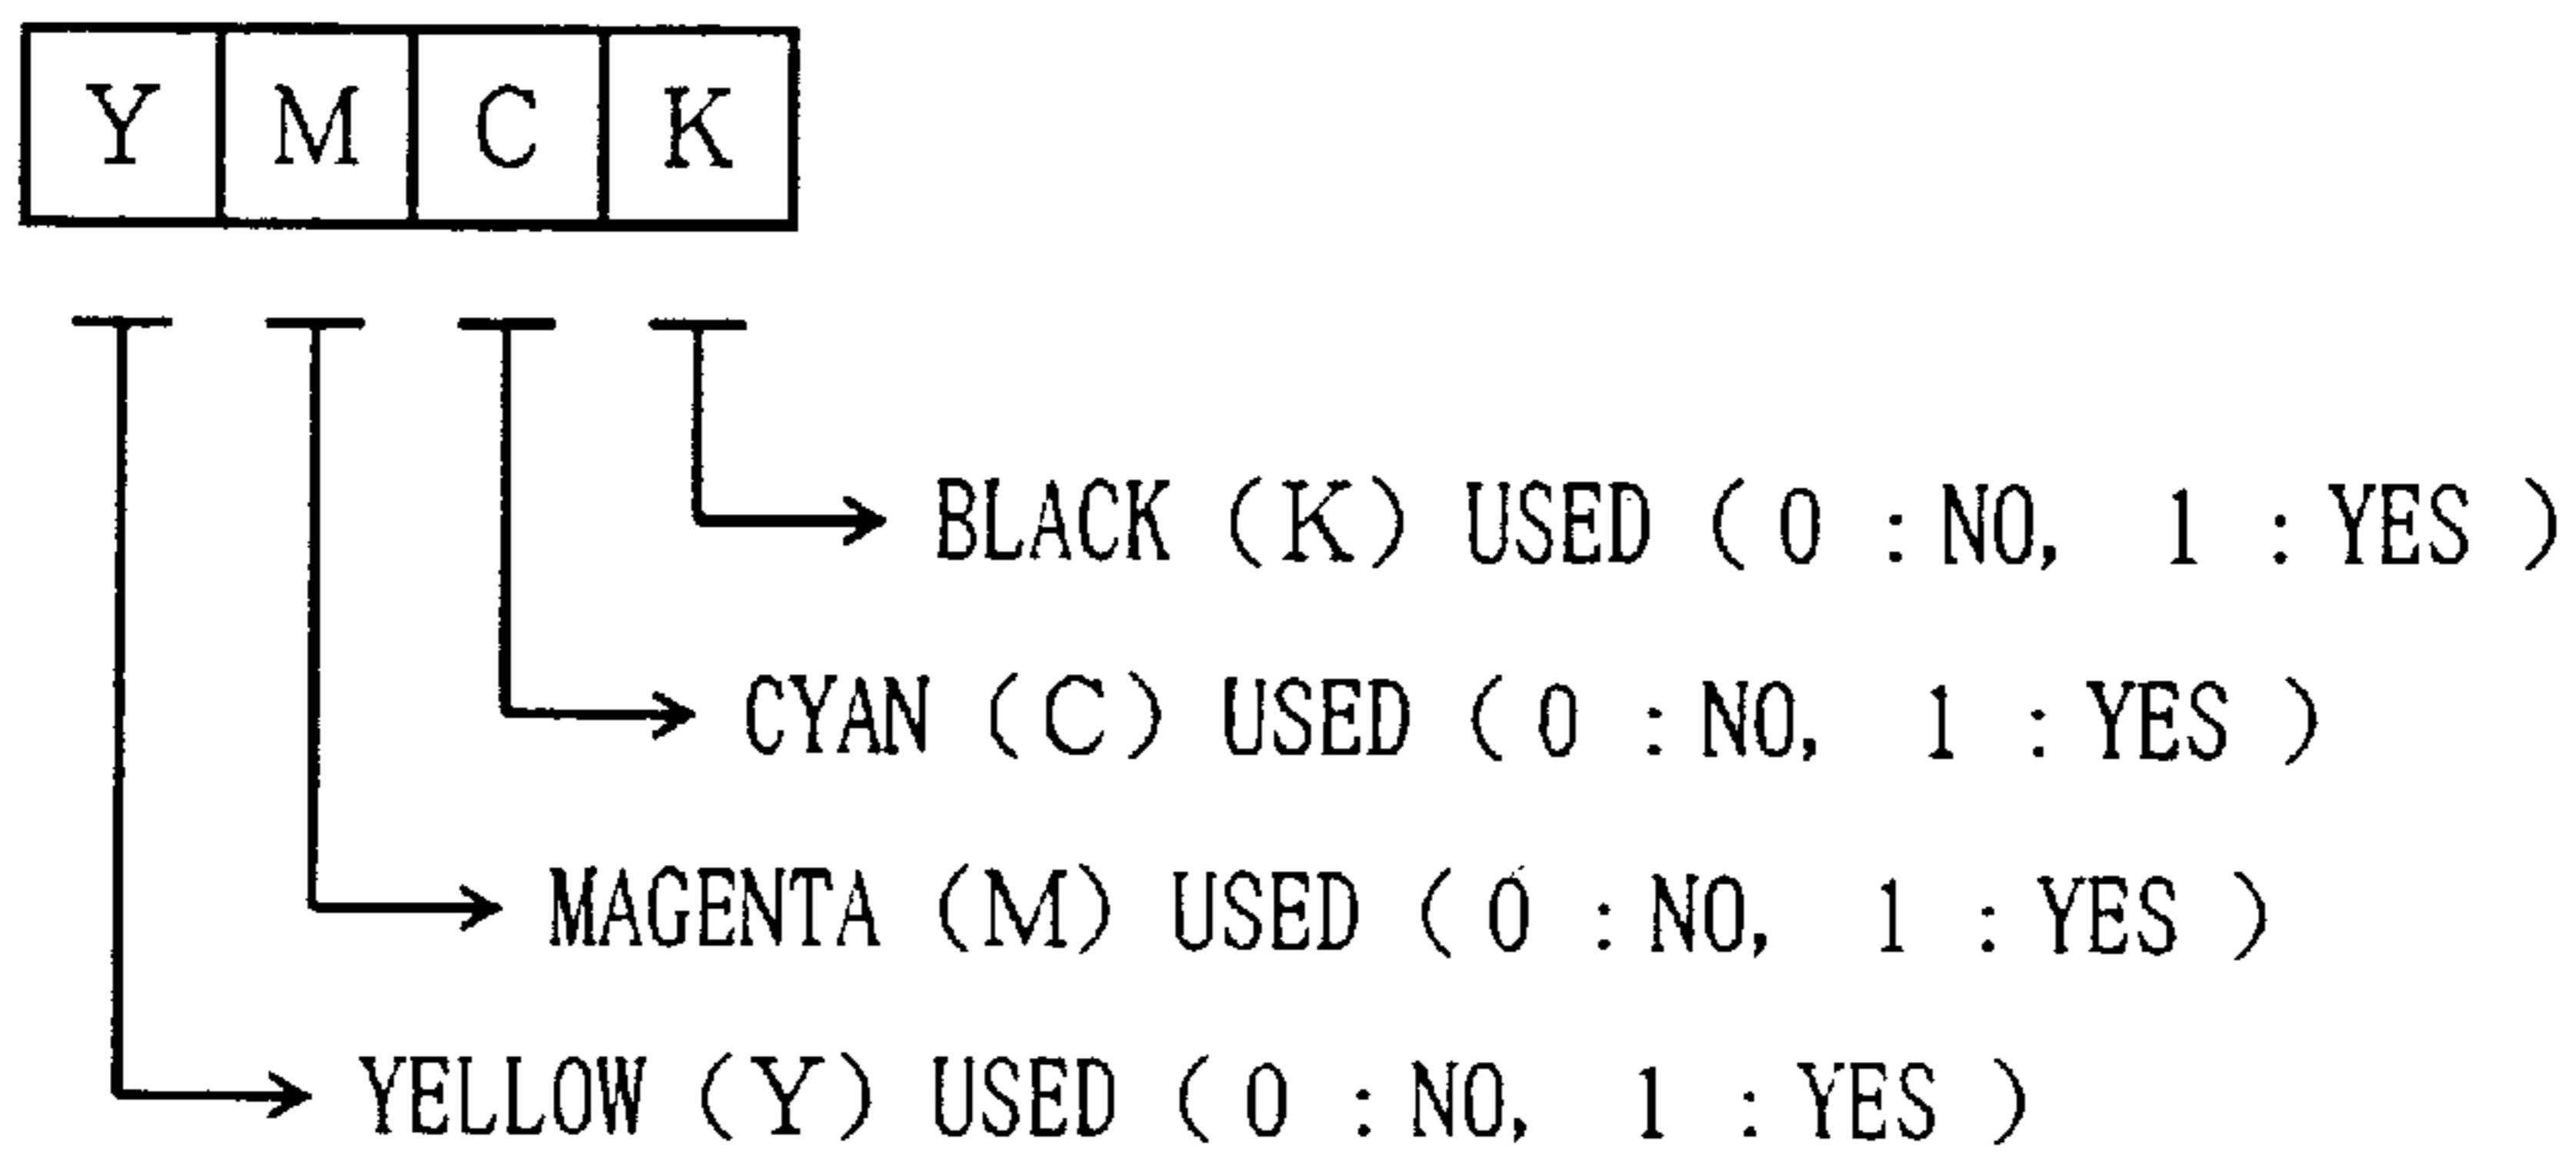 Y M C K
BLACK (K) USED (0 : NO, 1 : YES)
CYAN (C) USED (0 : NO, 1 : YES)
MAGENTA (M) USED (0 : NO, 1 : YES)
YELLOW (Y) USED (0 : NO, 1 : YES)